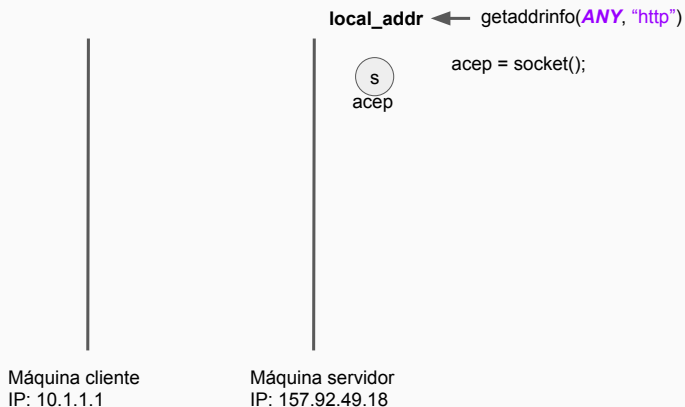 local_addr getaddrinfo(ANY, “http”)
s acep = socket();
acep
Máquina cliente Máquina servidor
IP: 10.1.1.1 IP: 157.92.49.18